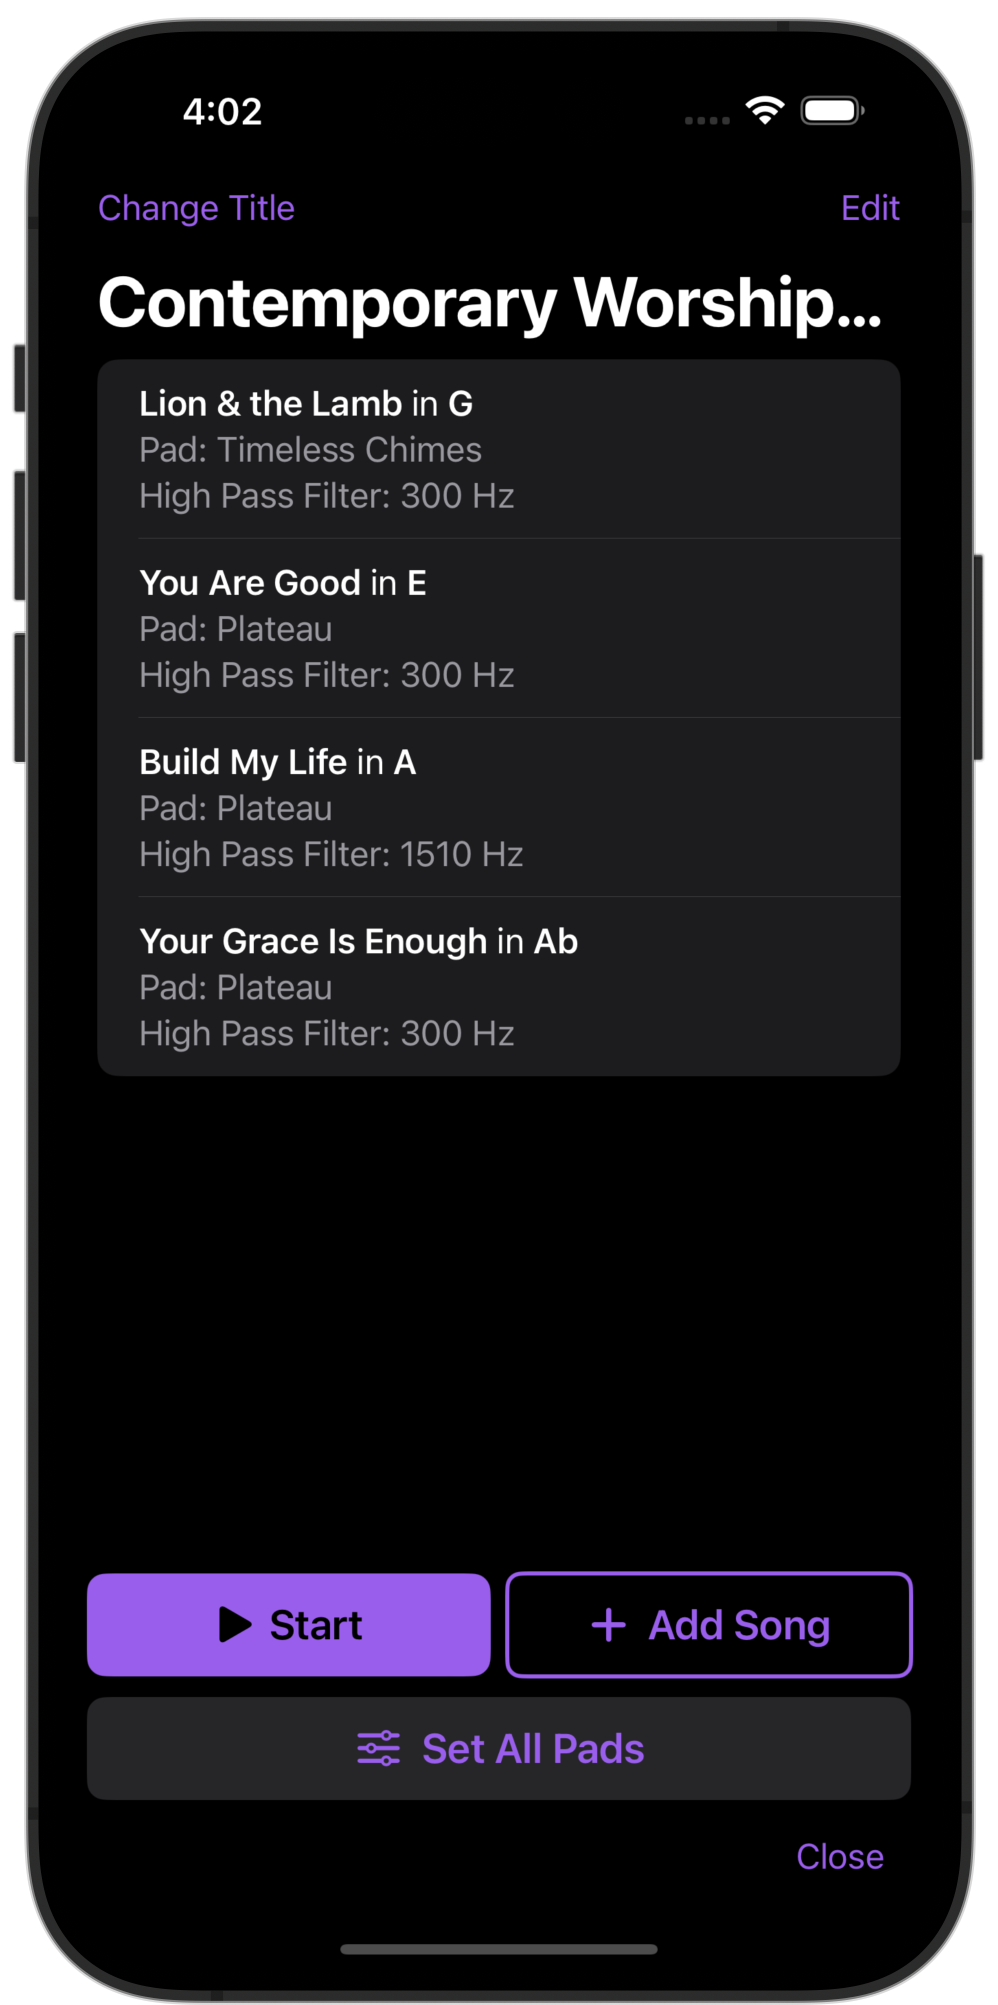 4:02
Change Title
Edit
Contemporary Worship...
Lion & the Lamb in G
Pad: Timeless Chimes
High Pass Filter: 300 Hz
You Are Good in E
Pad: Plateau
High Pass Filter: 300 Hz
Build My Life in A
Pad: Plateau
High Pass Filter: 1510 Hz
Your Grace Is Enough in Ab
Pad: Plateau
High Pass Filter: 300 Hz
Start
+ Add Song
Set All Pads
Close